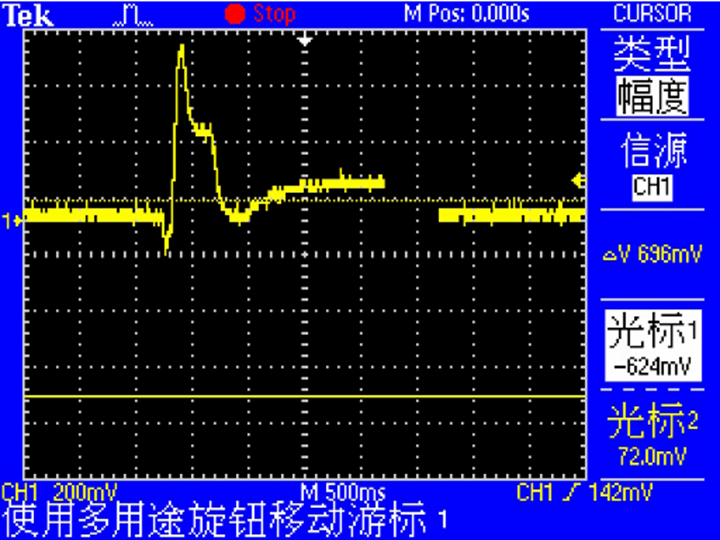 Tek Stop M Pos: 0.000s CURSOR
类型
幅度
信源
CH1
1
△V 696mV
光标1
-624mV
光标2
72.0mV
CH1 200mV M 500ms CH1 142mV
使用多用途旋钮移动游标 1